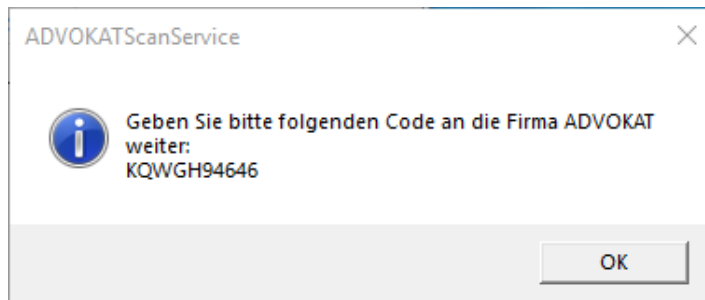 ADVOKATScanService
Geben Sie bitte folgenden Code an die Firma ADVOKAT
weiter:
KQWGH94646
OK